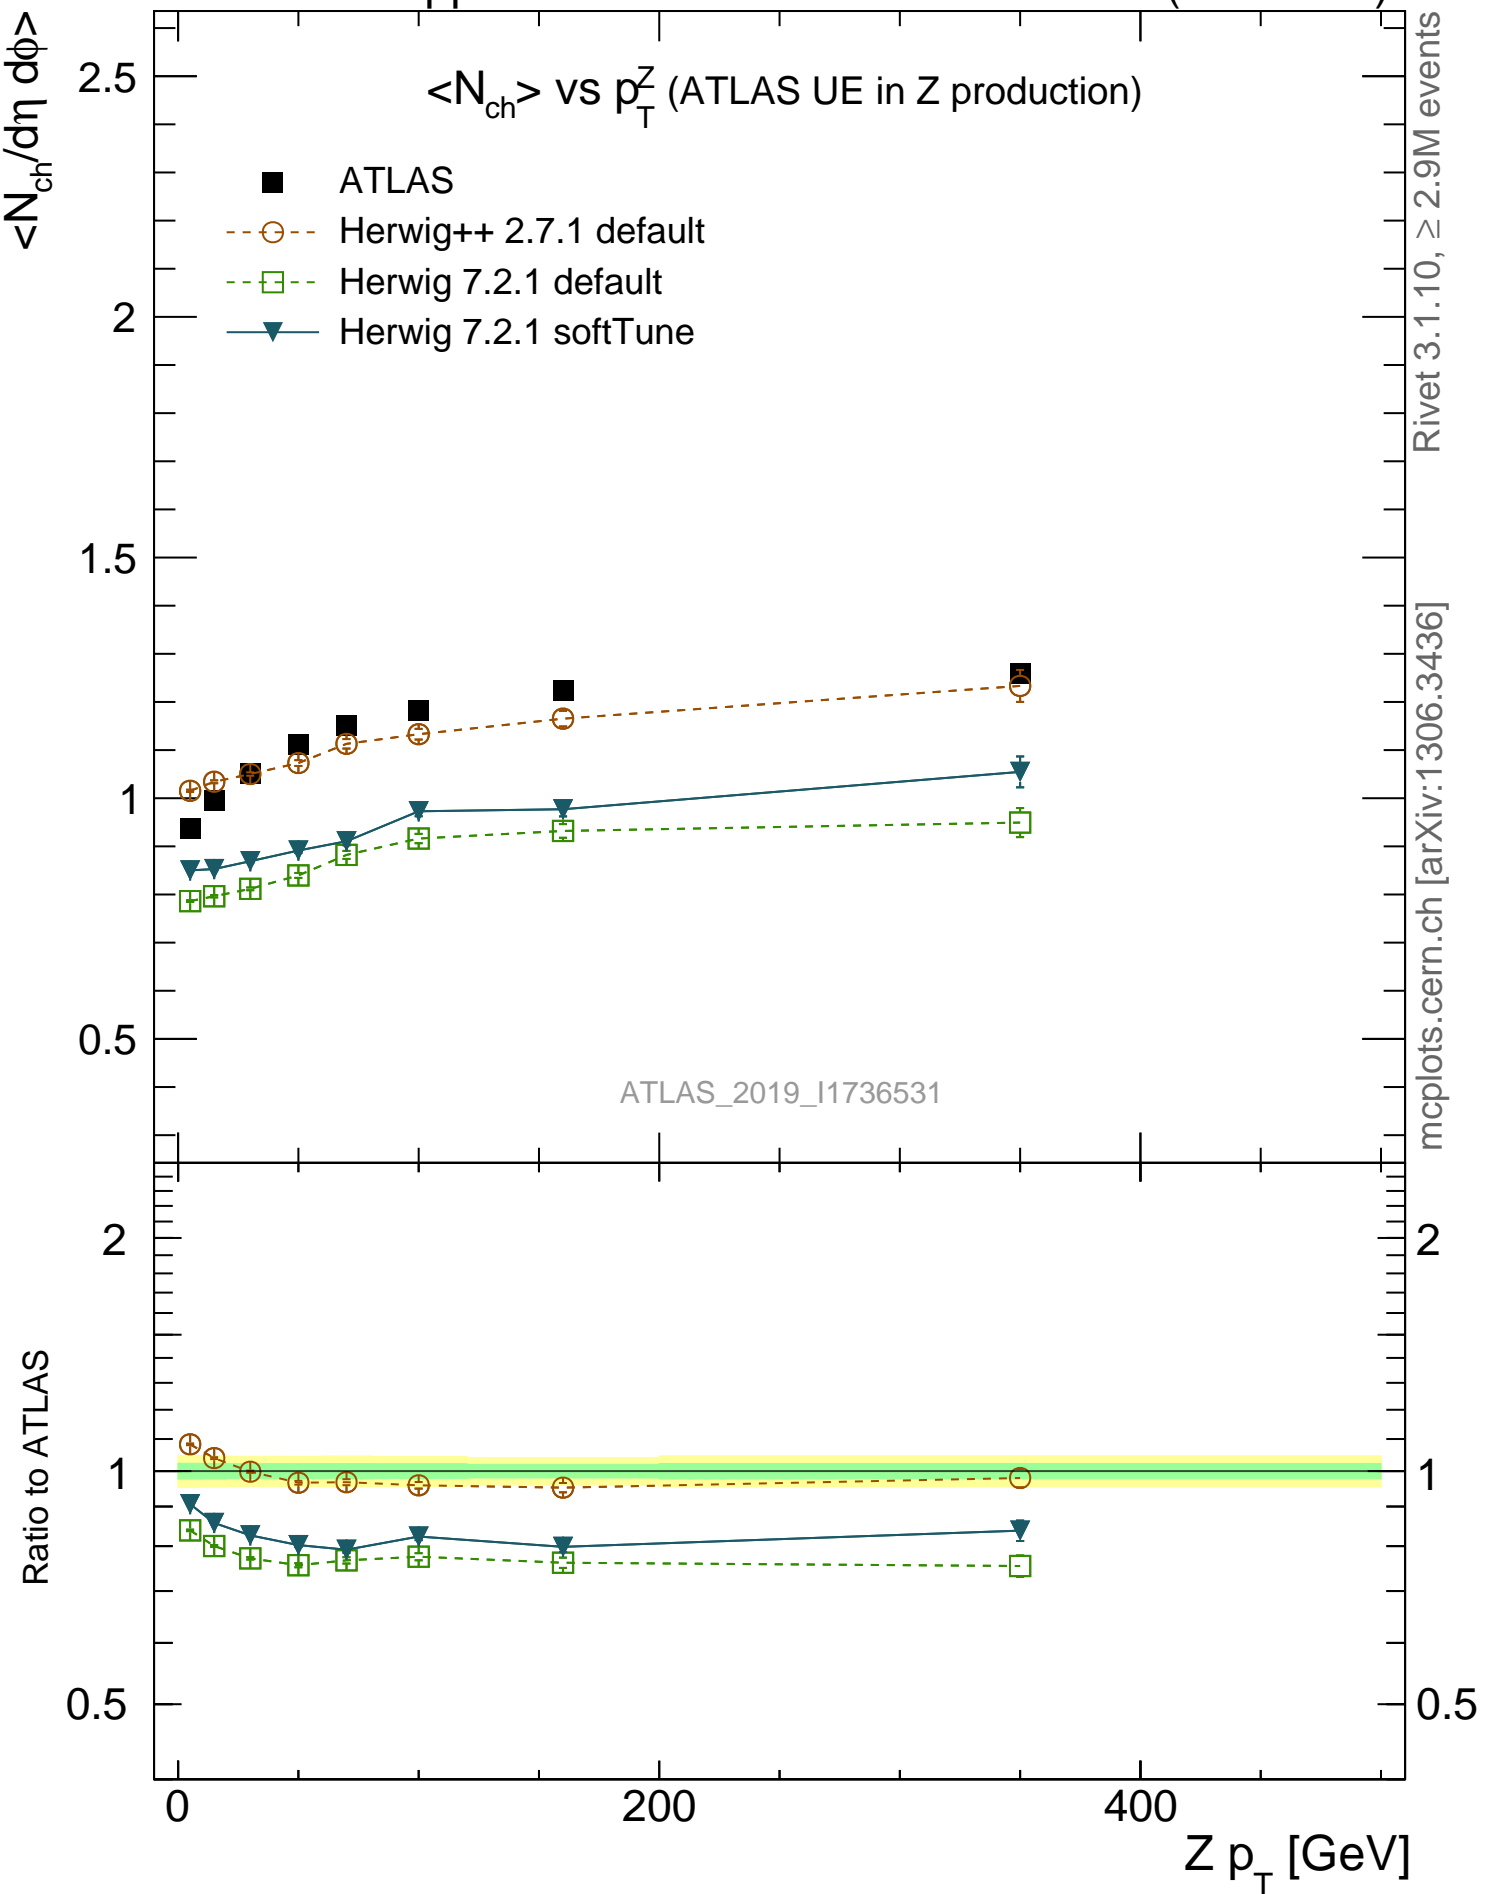 <N_ch/dη dϕ>
<N_ch> vs p_T^Z (ATLAS UE in Z production)
ATLAS
Herwig++ 2.7.1 default
Herwig 7.2.1 default
Herwig 7.2.1 softTune
2.5
2
1.5
1
0.5
ATLAS_2019_I1736531
Rivet 3.1.10, ≥ 2.9M events
mcplots.cern.ch [arXiv:1306.3436]
Ratio to ATLAS
2
1
0.5
2
1
0.5
0
200
400
Z p_T [GeV]